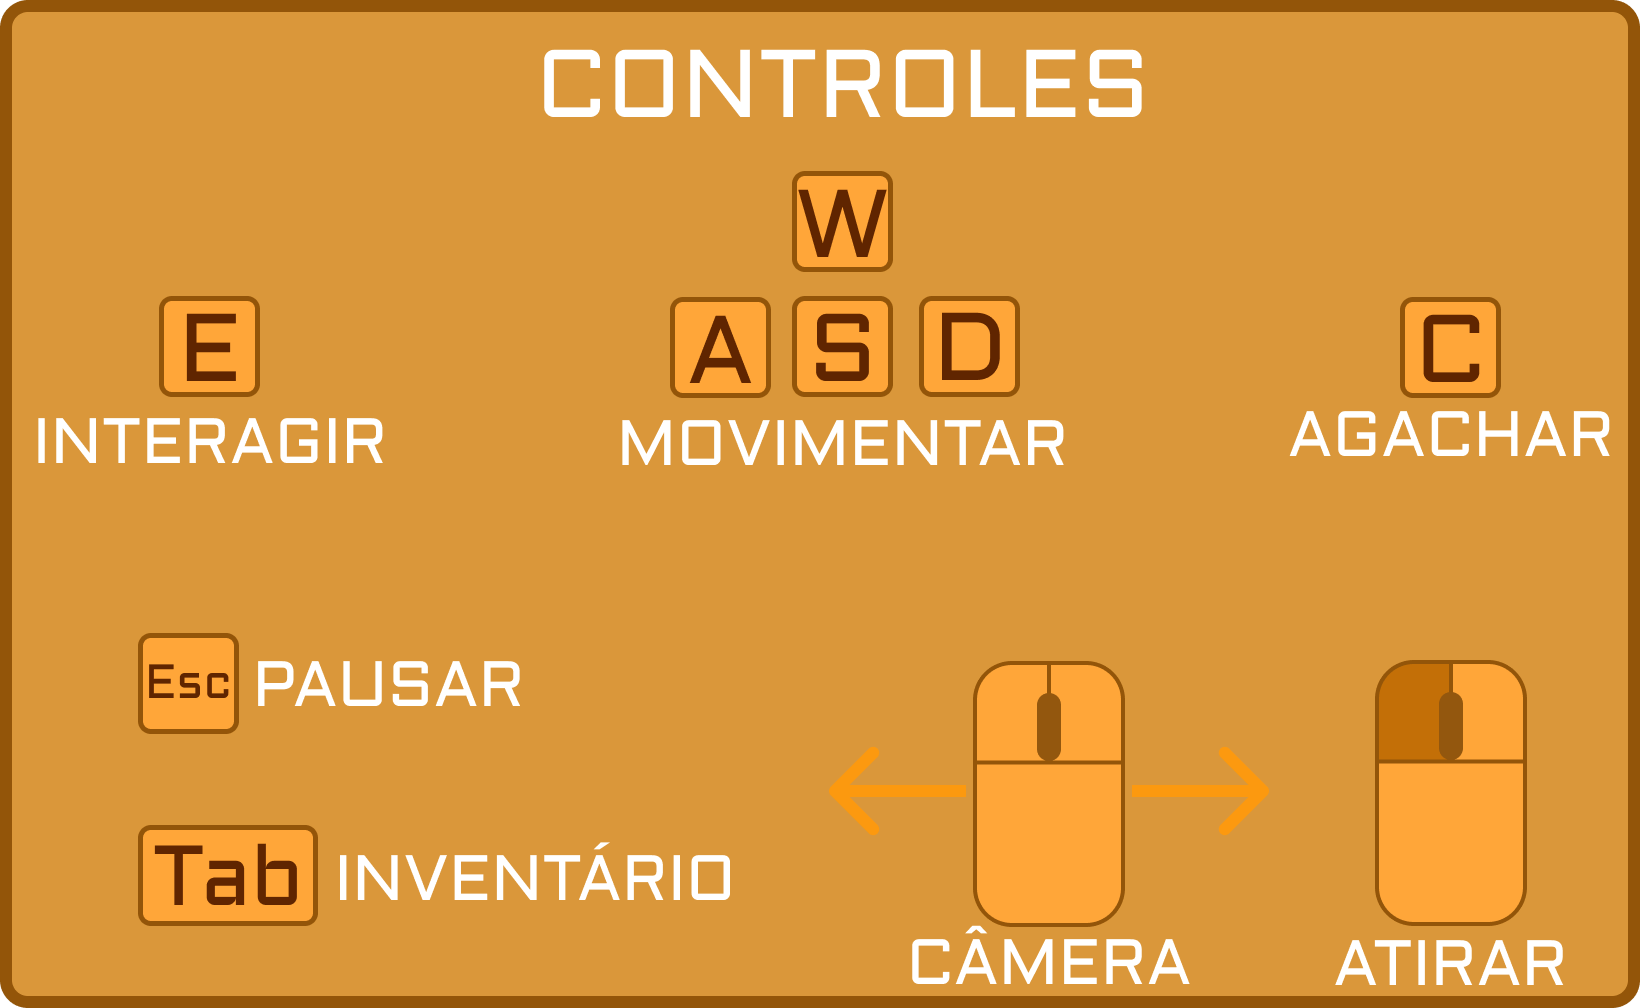 CONTROLES
W
E
A S D
C
INTERAGIR
MOVIMENTAR
AGACHAR
Esc PAUSAR
Tab INVENTÁRIO
CÂMERA
ATIRAR